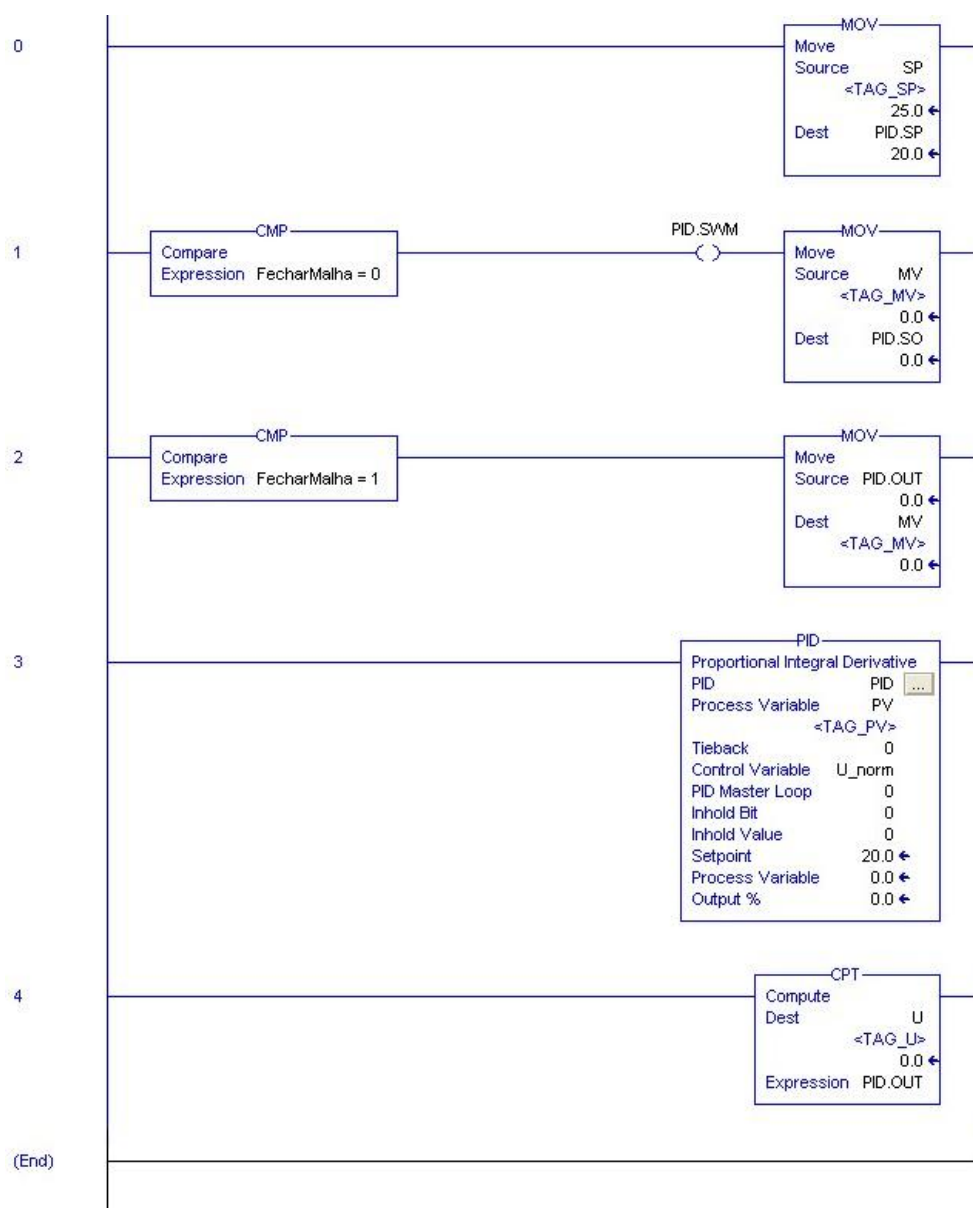 0
MOV
Move
Source SP
<TAG_SP>
25.0
Dest PID.SP
20.0
1
CMP
Compare
Expression FecharMalha = 0
PID.SWM
MOV
Move
Source MV
<TAG_MV>
0.0
Dest PID.SO
0.0
2
CMP
Compare
Expression FecharMalha = 1
MOV
Move
Source PID.OUT
0.0
Dest MV
<TAG_MV>
0.0
3
PID
Proportional Integral Derivative
PID PID ...
Process Variable PV
<TAG_PV>
Tieback 0
Control Variable U_norm
PID Master Loop 0
Inhold Bit 0
Inhold Value 0
Setpoint 20.0
Process Variable 0.0
Output % 0.0
4
CPT
Compute
Dest U
<TAG_U>
0.0
Expression PID.OUT
(End)